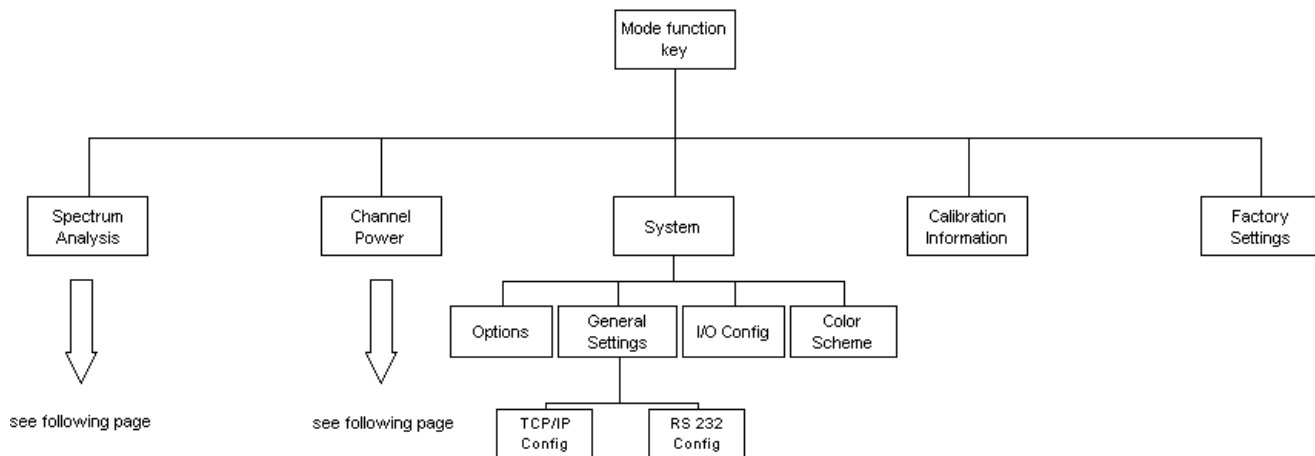 Mode function
key
Spectrum
Analysis
Channel
Power
System
Calibration
Information
Factory
Settings
Options
General
Settings
I/O Config
Color
Scheme
see following page
see following page
TCP/IP
Config
RS 232
Config